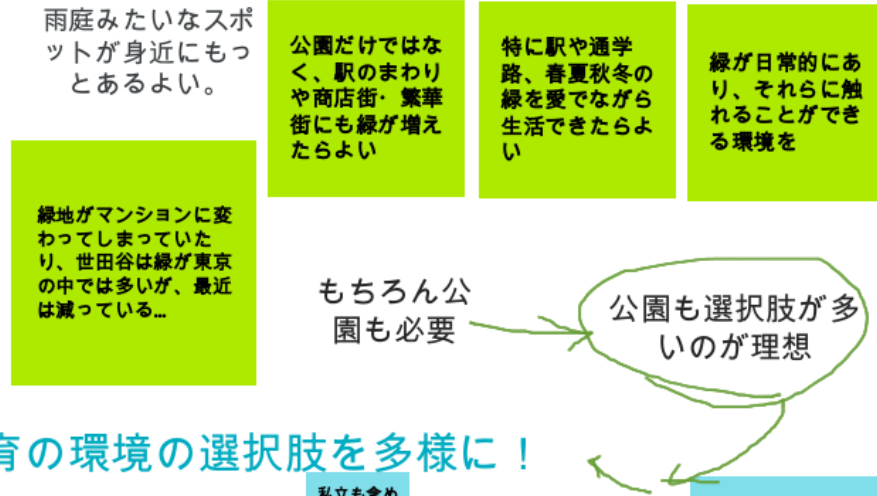 雨庭みたいなスポ
ットが身近にもっ
とあるよい。
公園だけではな
く、駅のまわり
や商店街・繁華
街にも緑が増え
たらよい
特に駅や通学
路、春夏秋冬の
緑を愛でながら
生活できたらよ
い
緑が日常的にあ
り、それらに触
れることができ
る環境を
緑地がマンションに変
わってしまっていた
り、世田谷は緑が東京
の中では多いが、最近
は減っている...
もちろん公
園も必要
公園も選択肢が多
いのが理想
育の環境の選択肢を多様に！
私立も含め